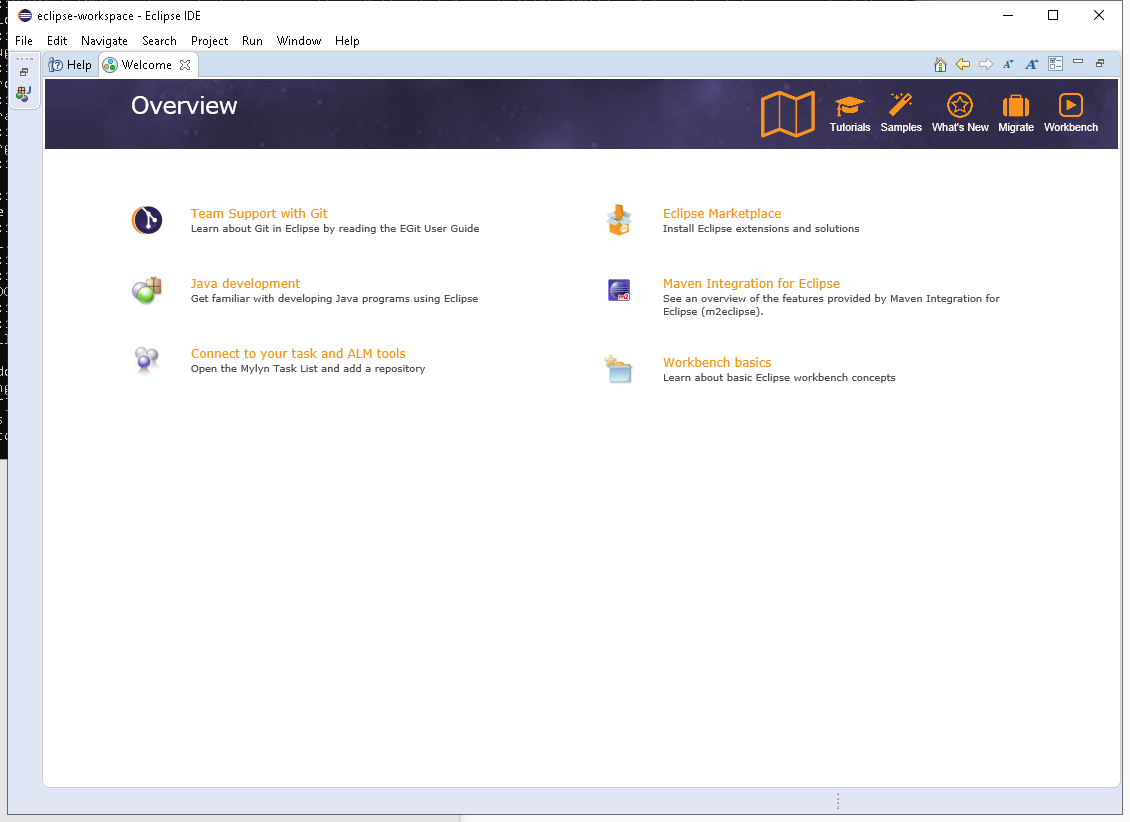 eclipse-workspace - Eclipse IDE
File Edit Navigate Search Project Run Window Help
Help Welcome
Overview
Tutorials Samples What's New Migrate Workbench
Team Support with Git
Learn about Git in Eclipse by reading the EGit User Guide
Eclipse Marketplace
Install Eclipse extensions and solutions
Java development
Get familiar with developing Java programs using Eclipse
Maven Integration for Eclipse
See an overview of the features provided by Maven Integration for
Eclipse (m2eclipse).
Connect to your task and ALM tools
Open the Mylyn Task List and add a repository
Workbench basics
Learn about basic Eclipse workbench concepts